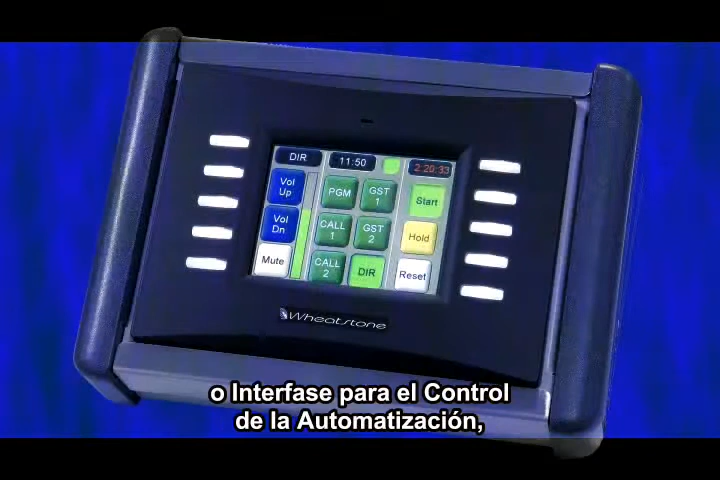 DIR 11:50 2:20:33
Vol Up PGM GST 1 Start
Vol Dn CALL 1 GST 2 Hold
Mute CALL 2 DIR Reset
Wheatstone
o Interfase para el Control
de la Automatización,